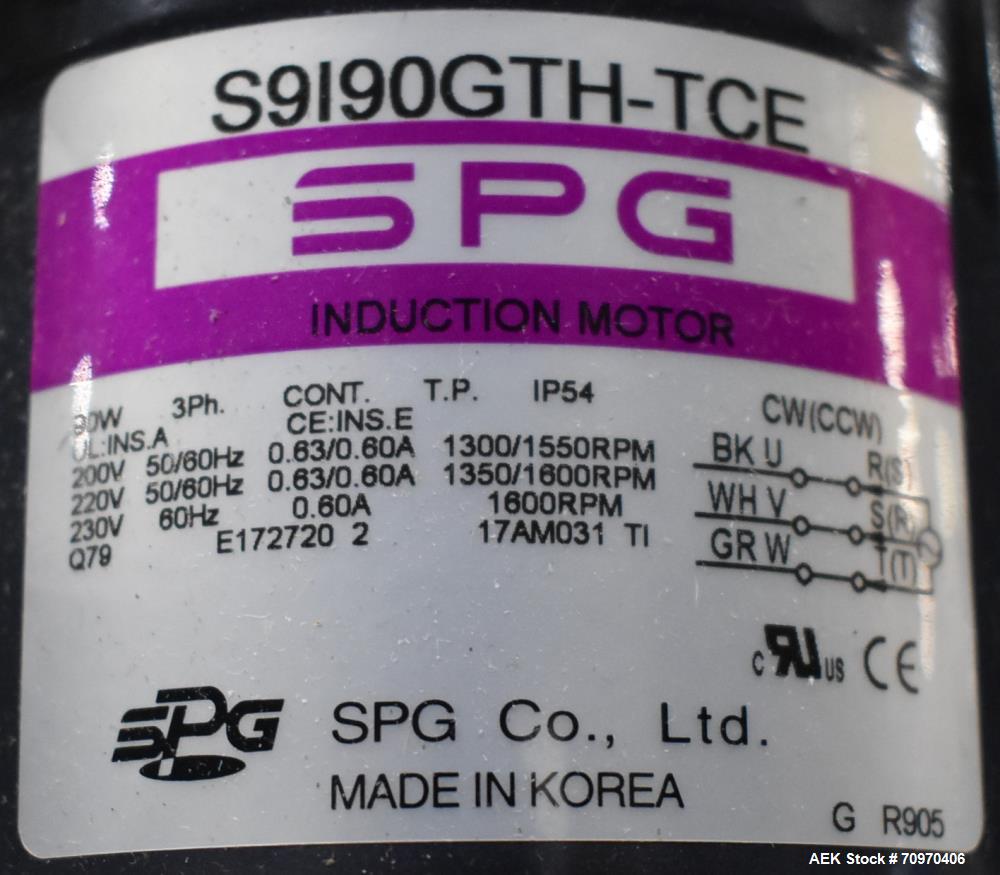 S9I90GTH-TCE
SPG
INDUCTION MOTOR
90W 3Ph. CONT. T.P. IP54
UL:INS.A CE:INS.E
200V 50/60Hz 0.63/0.60A 1300/1550RPM
220V 50/60Hz 0.63/0.60A 1350/1600RPM
230V 60Hz 0.60A 1600RPM
Q79 E172720 2 17AM031 TI
CW(CCW)
BK U R(S)
WH V S(R)
GR W T(T)
c RU US CE
SPG SPG Co., Ltd.
MADE IN KOREA
G R905
AEK Stock # 70970406